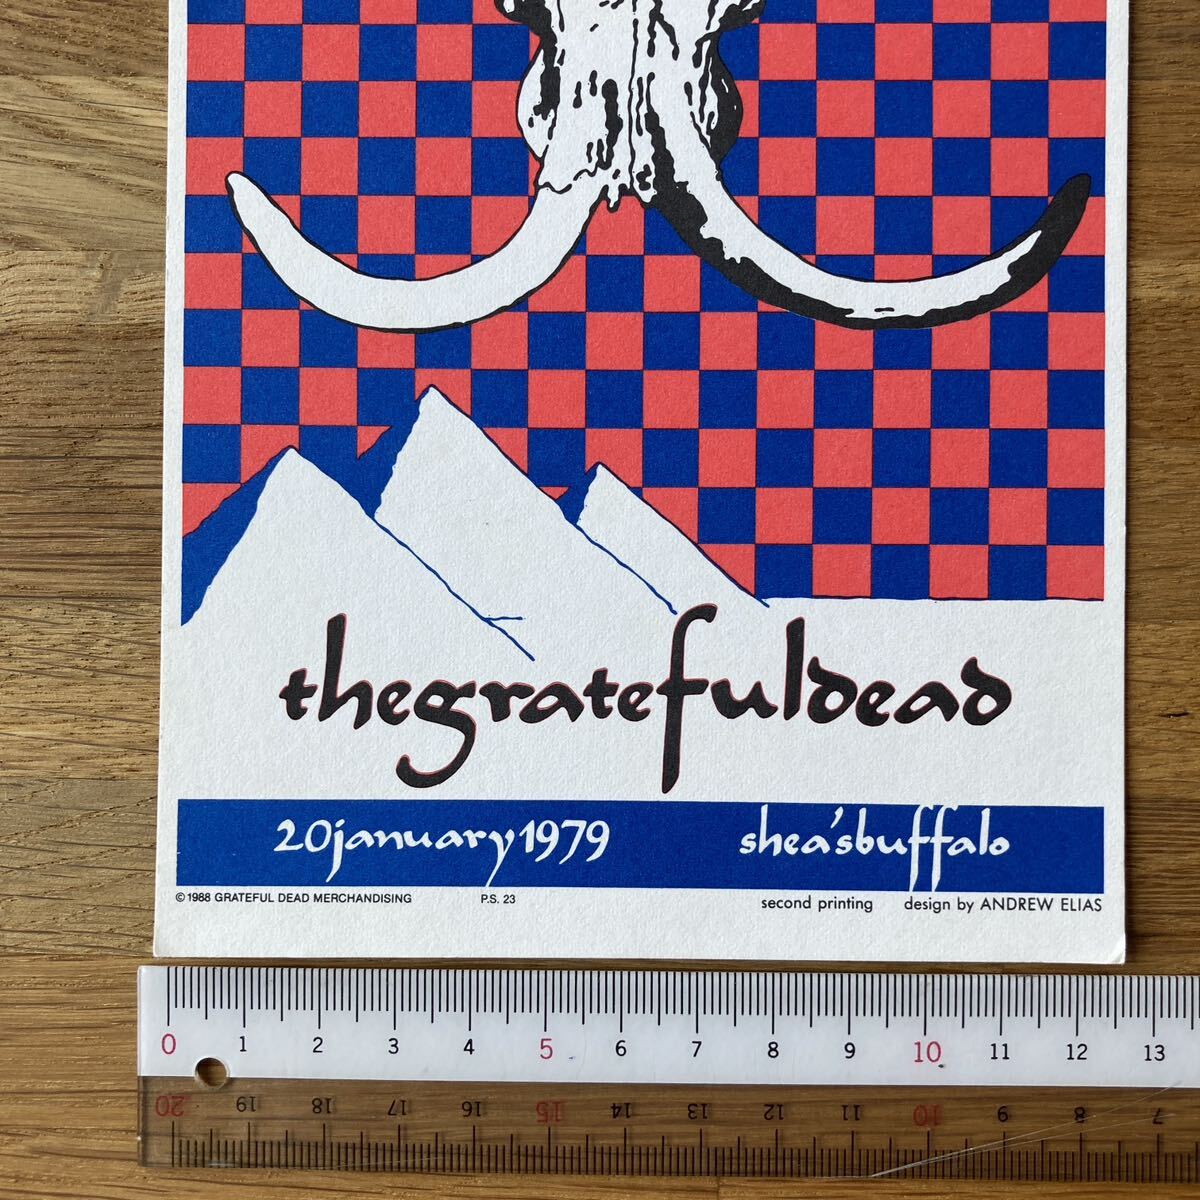 thegratefuldead
20january1979 shea'sbuffalo
©1988 GRATEFUL DEAD MERCHANDISING P.S. 23 second printing design by ANDREW ELIAS
0 1 2 3 4 5 6 7 8 9 10 11 12 13
20 19 18 17 16 15 14 13 12 11 10 9 8 7